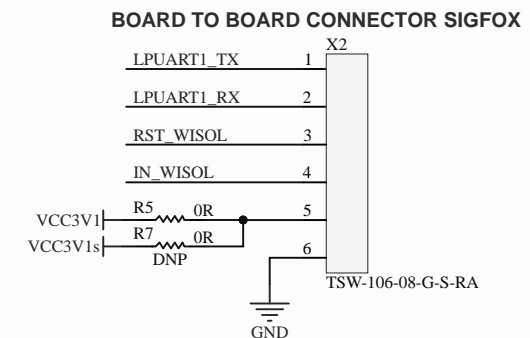 BOARD TO BOARD CONNECTOR SIGFOX
X2
LPUART1_TX 1
LPUART1_RX 2
RST_WISOL 3
IN_WISOL 4
R5 0R 5
VCC3V1
R7 0R 6
VCC3V1s
DNP
TSW-106-08-G-S-RA
GND